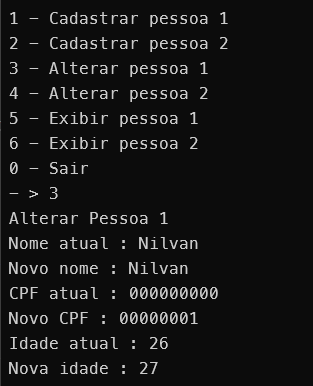 1 - Cadastrar pessoa 1
2 - Cadastrar pessoa 2
3 - Alterar pessoa 1
4 - Alterar pessoa 2
5 - Exibir pessoa 1
6 - Exibir pessoa 2
0 - Sair
- > 3
Alterar Pessoa 1
Nome atual : Nilvan
Novo nome : Nilvan
CPF atual : 000000000
Novo CPF : 00000001
Idade atual : 26
Nova idade : 27